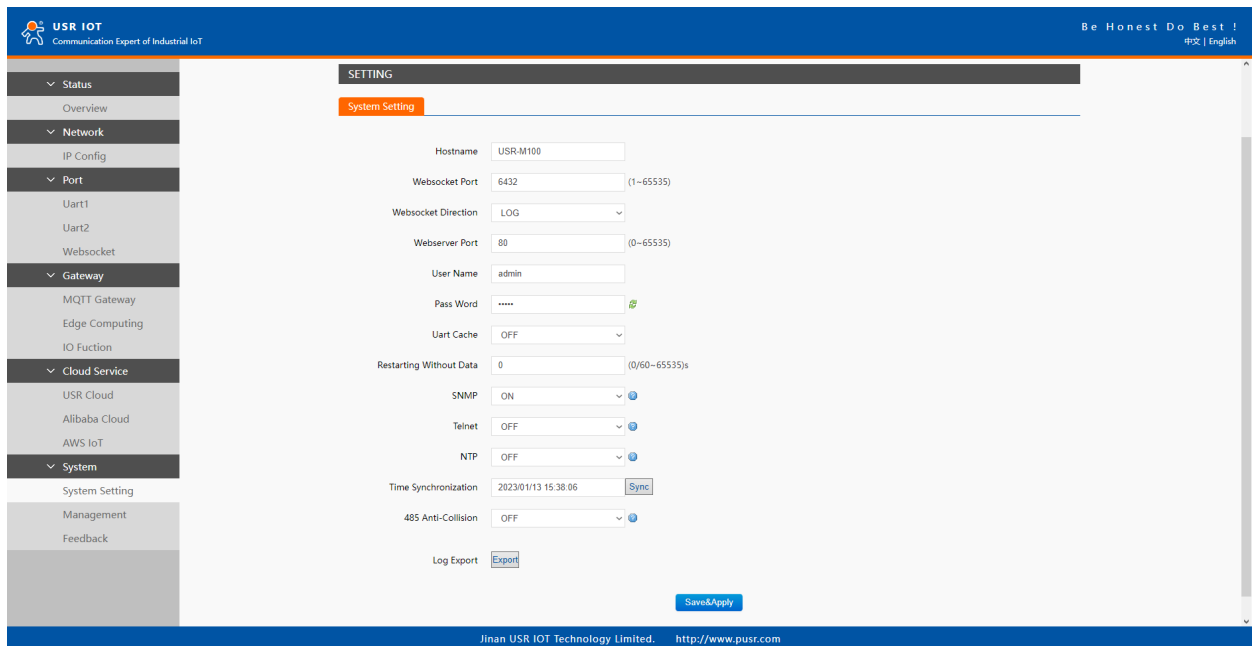 USR IOT
Communication Expert of Industrial IoT
Be Honest Do Best !
中文 | English
Status
Overview
Network
IP Config
Port
Uart1
Uart2
Websocket
Gateway
MQTT Gateway
Edge Computing
IO Fuction
Cloud Service
USR Cloud
Alibaba Cloud
AWS IoT
System
System Setting
Management
Feedback
SETTING
System Setting
Hostname USR-M100
Websocket Port 6432 (1~65535)
Websocket Direction LOG
Webserver Port 80 (0~65535)
User Name admin
Pass Word •••••
Uart Cache OFF
Restarting Without Data 0 (0/60~65535)s
SNMP ON
Telnet OFF
NTP OFF
Time Synchronization 2023/01/13 15:38:06 Sync
485 Anti-Collision OFF
Log Export Export
Save&Apply
Jinan USR IOT Technology Limited. http://www.pusr.com